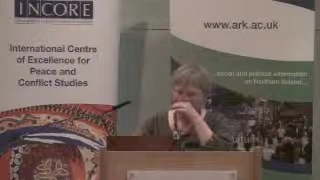 INCORE
International Centre
of Excellence for
Peace and
Conflict Studies
www.ark.ac.uk
social and political information
on Northern Ireland...